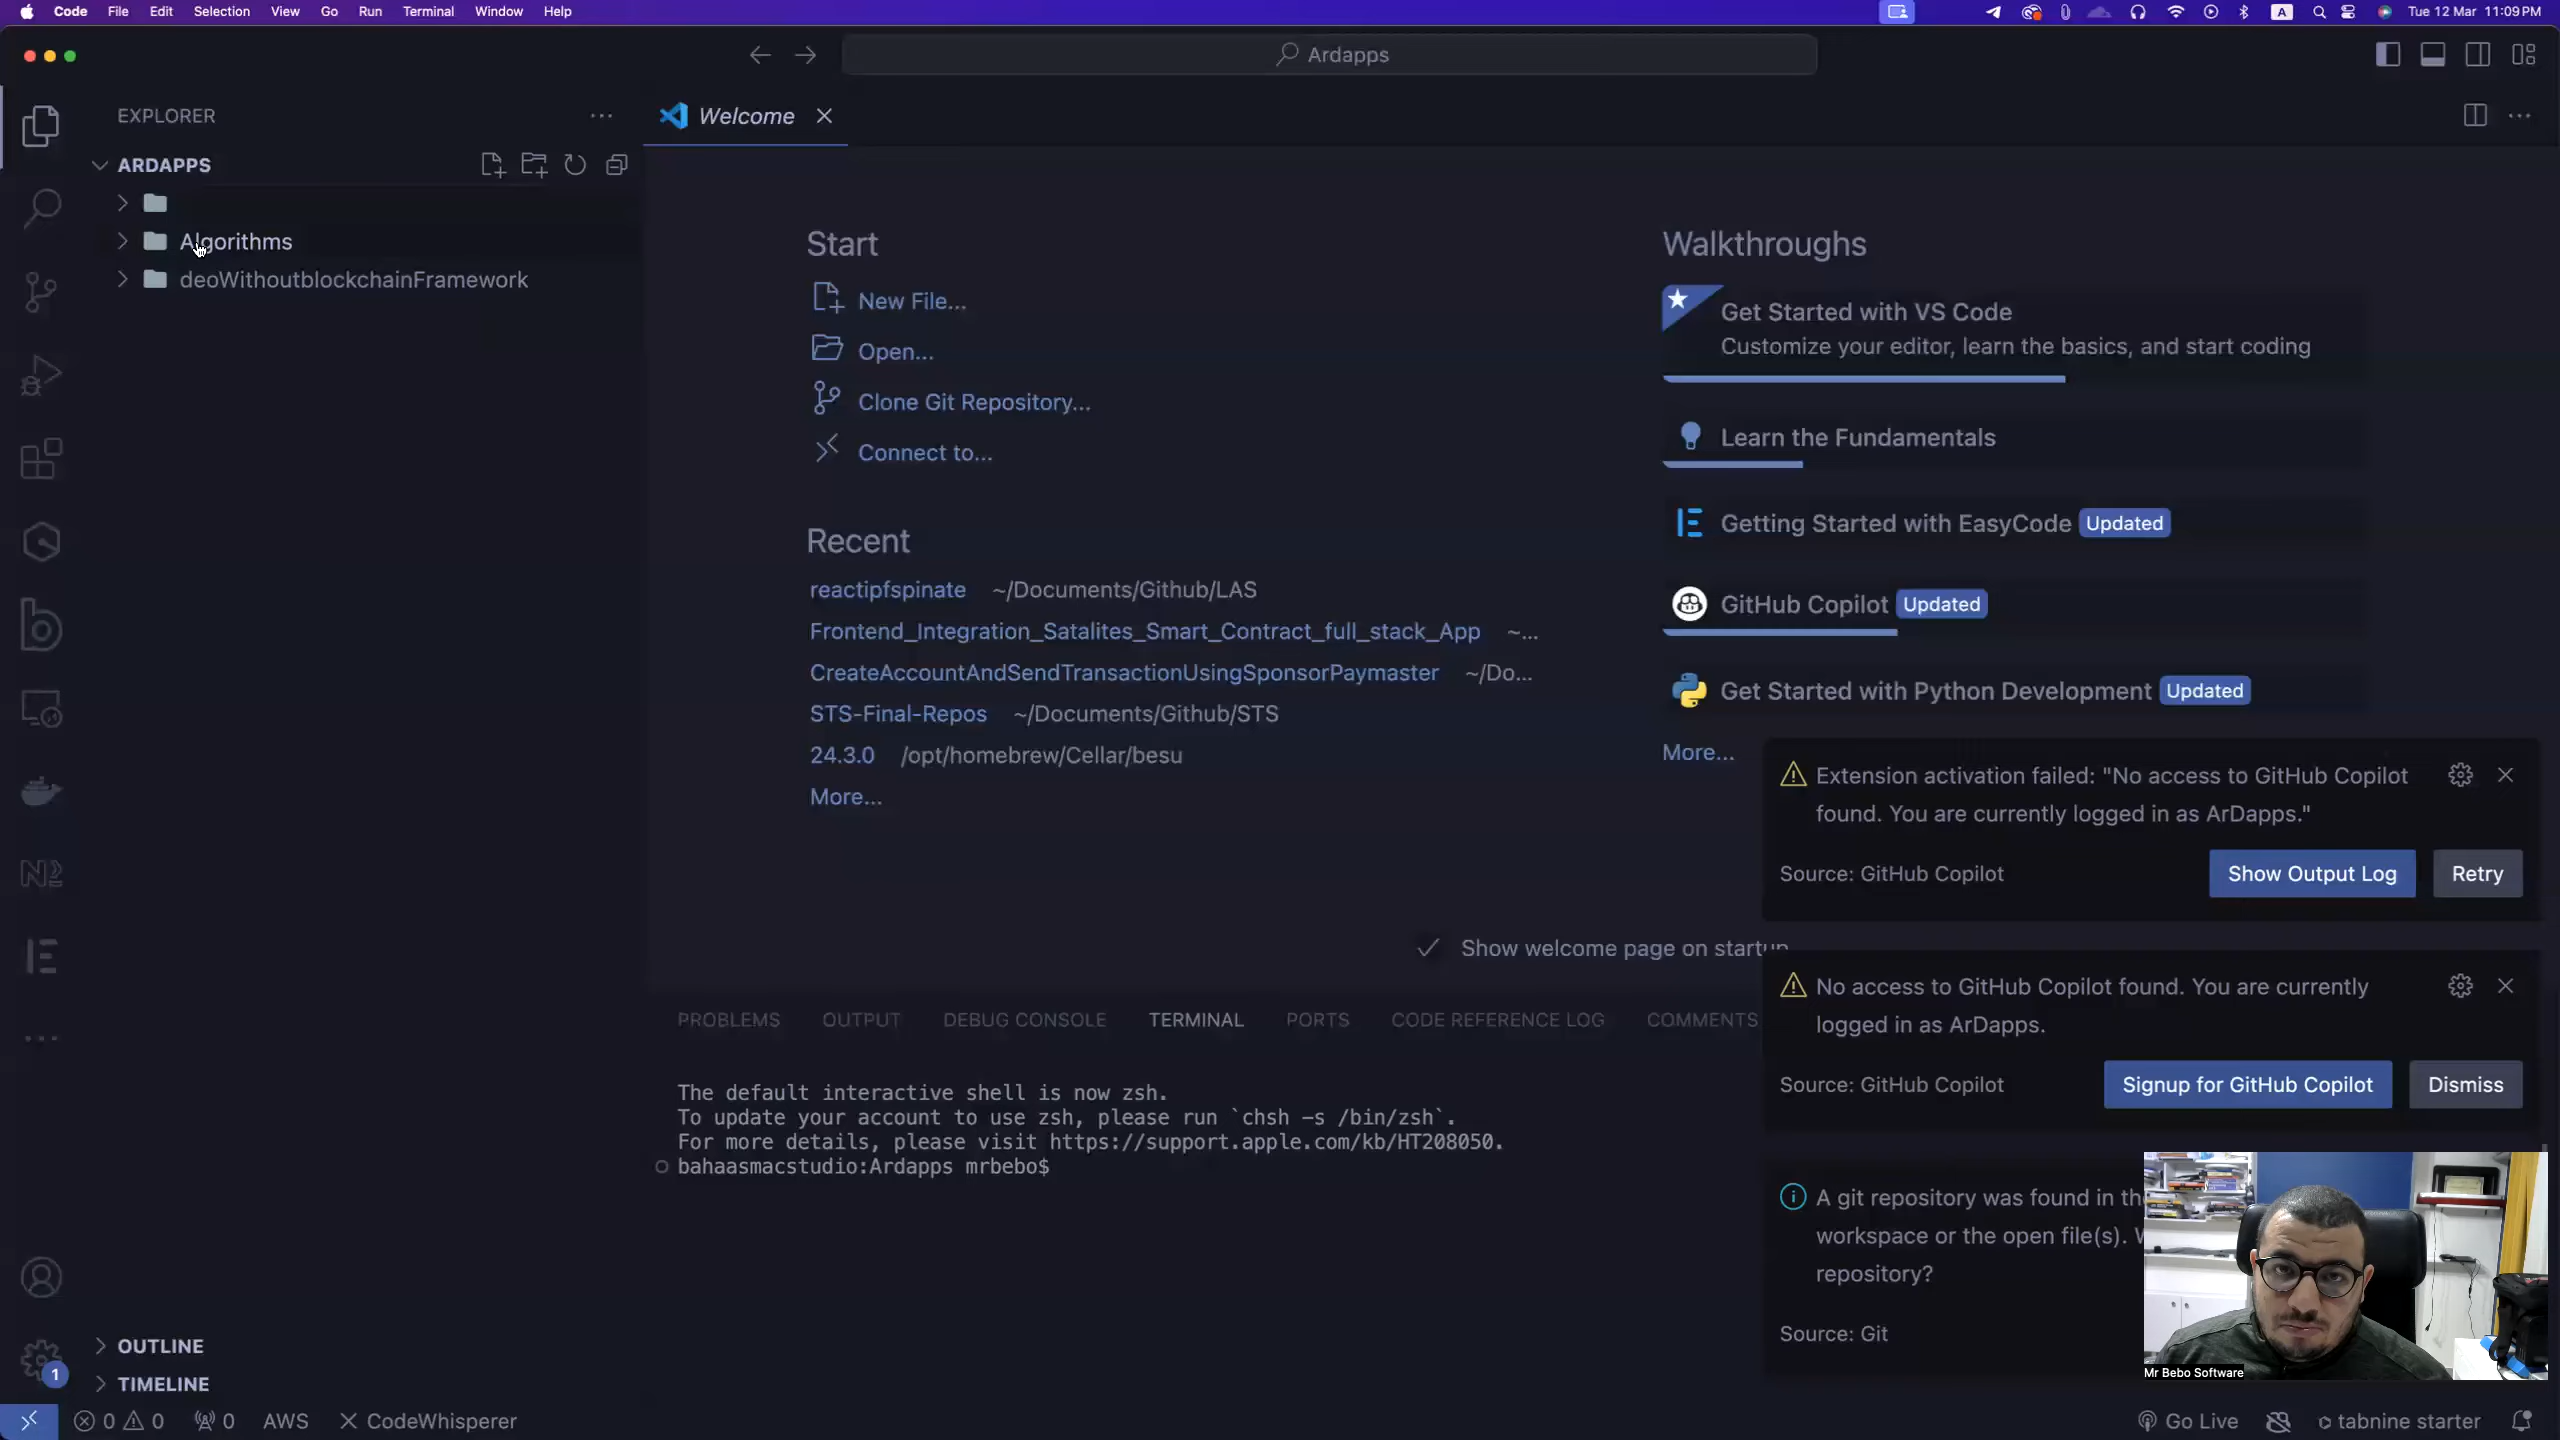 Code File Edit Selection View Go Run Terminal Window Help
A
Tue 12 Mar 11:09 PM
Ardapps
EXPLORER
ARDAPPS
Algorithms
deoWithoutblockchainFramework
OUTLINE
TIMELINE
Welcome
Start
New File...
Open...
Clone Git Repository...
Connect to...
Recent
reactipfspinate ~/Documents/Github/LAS
Frontend_Integration_Satalites_Smart_Contract_full_stack_App ~...
CreateAccountAndSendTransactionUsingSponsorPaymaster ~/Do...
STS-Final-Repos ~/Documents/Github/STS
24.3.0 /opt/homebrew/Cellar/besu
More...
Walkthroughs
Get Started with VS Code
Customize your editor, learn the basics, and start coding
Learn the Fundamentals
Getting Started with EasyCode Updated
GitHub Copilot Updated
Get Started with Python Development Updated
More...
Show welcome page on startup
Extension activation failed: "No access to GitHub Copilot
found. You are currently logged in as ArDapps."
Source: GitHub Copilot
Show Output Log Retry
No access to GitHub Copilot found. You are currently
logged in as ArDapps.
Source: GitHub Copilot
Signup for GitHub Copilot Dismiss
A git repository was found in the
workspace or the open file(s).
repository?
Source: Git
PROBLEMS OUTPUT DEBUG CONSOLE TERMINAL PORTS CODE REFERENCE LOG COMMENTS
The default interactive shell is now zsh.
To update your account to use zsh, please run `chsh -s /bin/zsh`.
For more details, please visit https://support.apple.com/kb/HT208050.
bahaasmacstudio:Ardapps mrbebo$
Mr Bebo Software
1
0 0 0 AWS CodeWhisperer
Go Live tabnine starter